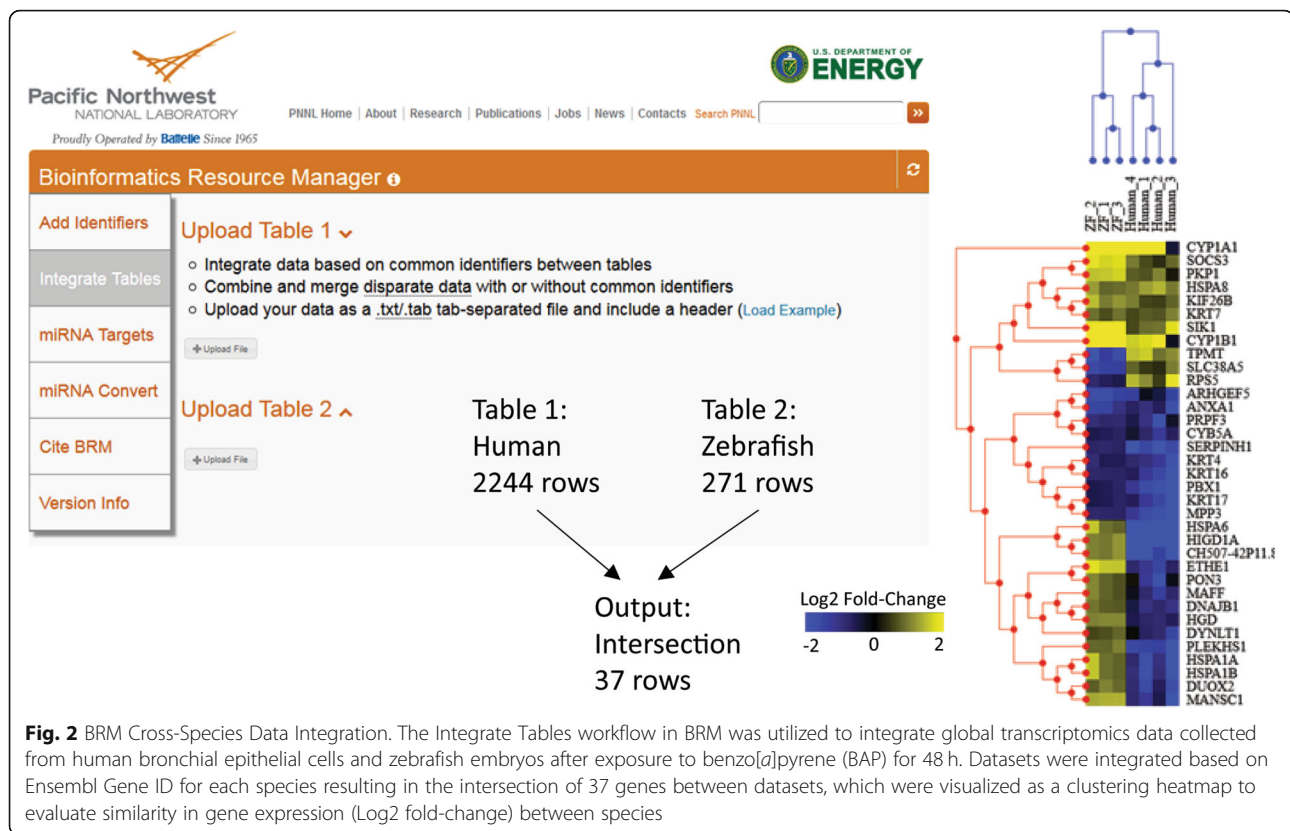 Pacific Northwest
NATIONAL LABORATORY
Proudly Operated by Battelle Since 1965
U.S. DEPARTMENT OF
ENERGY
PNNL Home | About | Research | Publications | Jobs | News | Contacts Search PNNL »
Bioinformatics Resource Manager
Add Identifiers
Integrate Tables
miRNA Targets
miRNA Convert
Cite BRM
Version Info
Upload Table 1
Integrate data based on common identifiers between tables
Combine and merge disparate data with or without common identifiers
Upload your data as a .txt/.tab tab-separated file and include a header (Load Example)
+ Upload File
Upload Table 2
+ Upload File
Table 1:
Human
2244 rows
Table 2:
Zebrafish
271 rows
Output:
Intersection
37 rows
Log2 Fold-Change
-2 0 2
ZF_2
ZF_1
ZF_3
Human_4
Human_1
Human_2
Human_3
CYP1A1
SOCS3
PKP1
HSPA8
KIF26B
KRT7
SIK1
CYP1B1
TPMT
SLC38A5
RPS5
ARHGEF5
ANXA1
PRPF3
CYB5A
SERPINH1
KRT4
KRT16
PBX1
KRT17
MPP3
HSPA6
HIGD1A
CH507-42P11.8
ETHE1
PON3
MAFF
DNAJB1
HGD
DYNLT1
PLEKHS1
HSPA1A
HSPA1B
DUOX2
MANSC1
Fig. 2 BRM Cross-Species Data Integration. The Integrate Tables workflow in BRM was utilized to integrate global transcriptomics data collected
from human bronchial epithelial cells and zebrafish embryos after exposure to benzo[a]pyrene (BAP) for 48 h. Datasets were integrated based on
Ensembl Gene ID for each species resulting in the intersection of 37 genes between datasets, which were visualized as a clustering heatmap to
evaluate similarity in gene expression (Log2 fold-change) between species